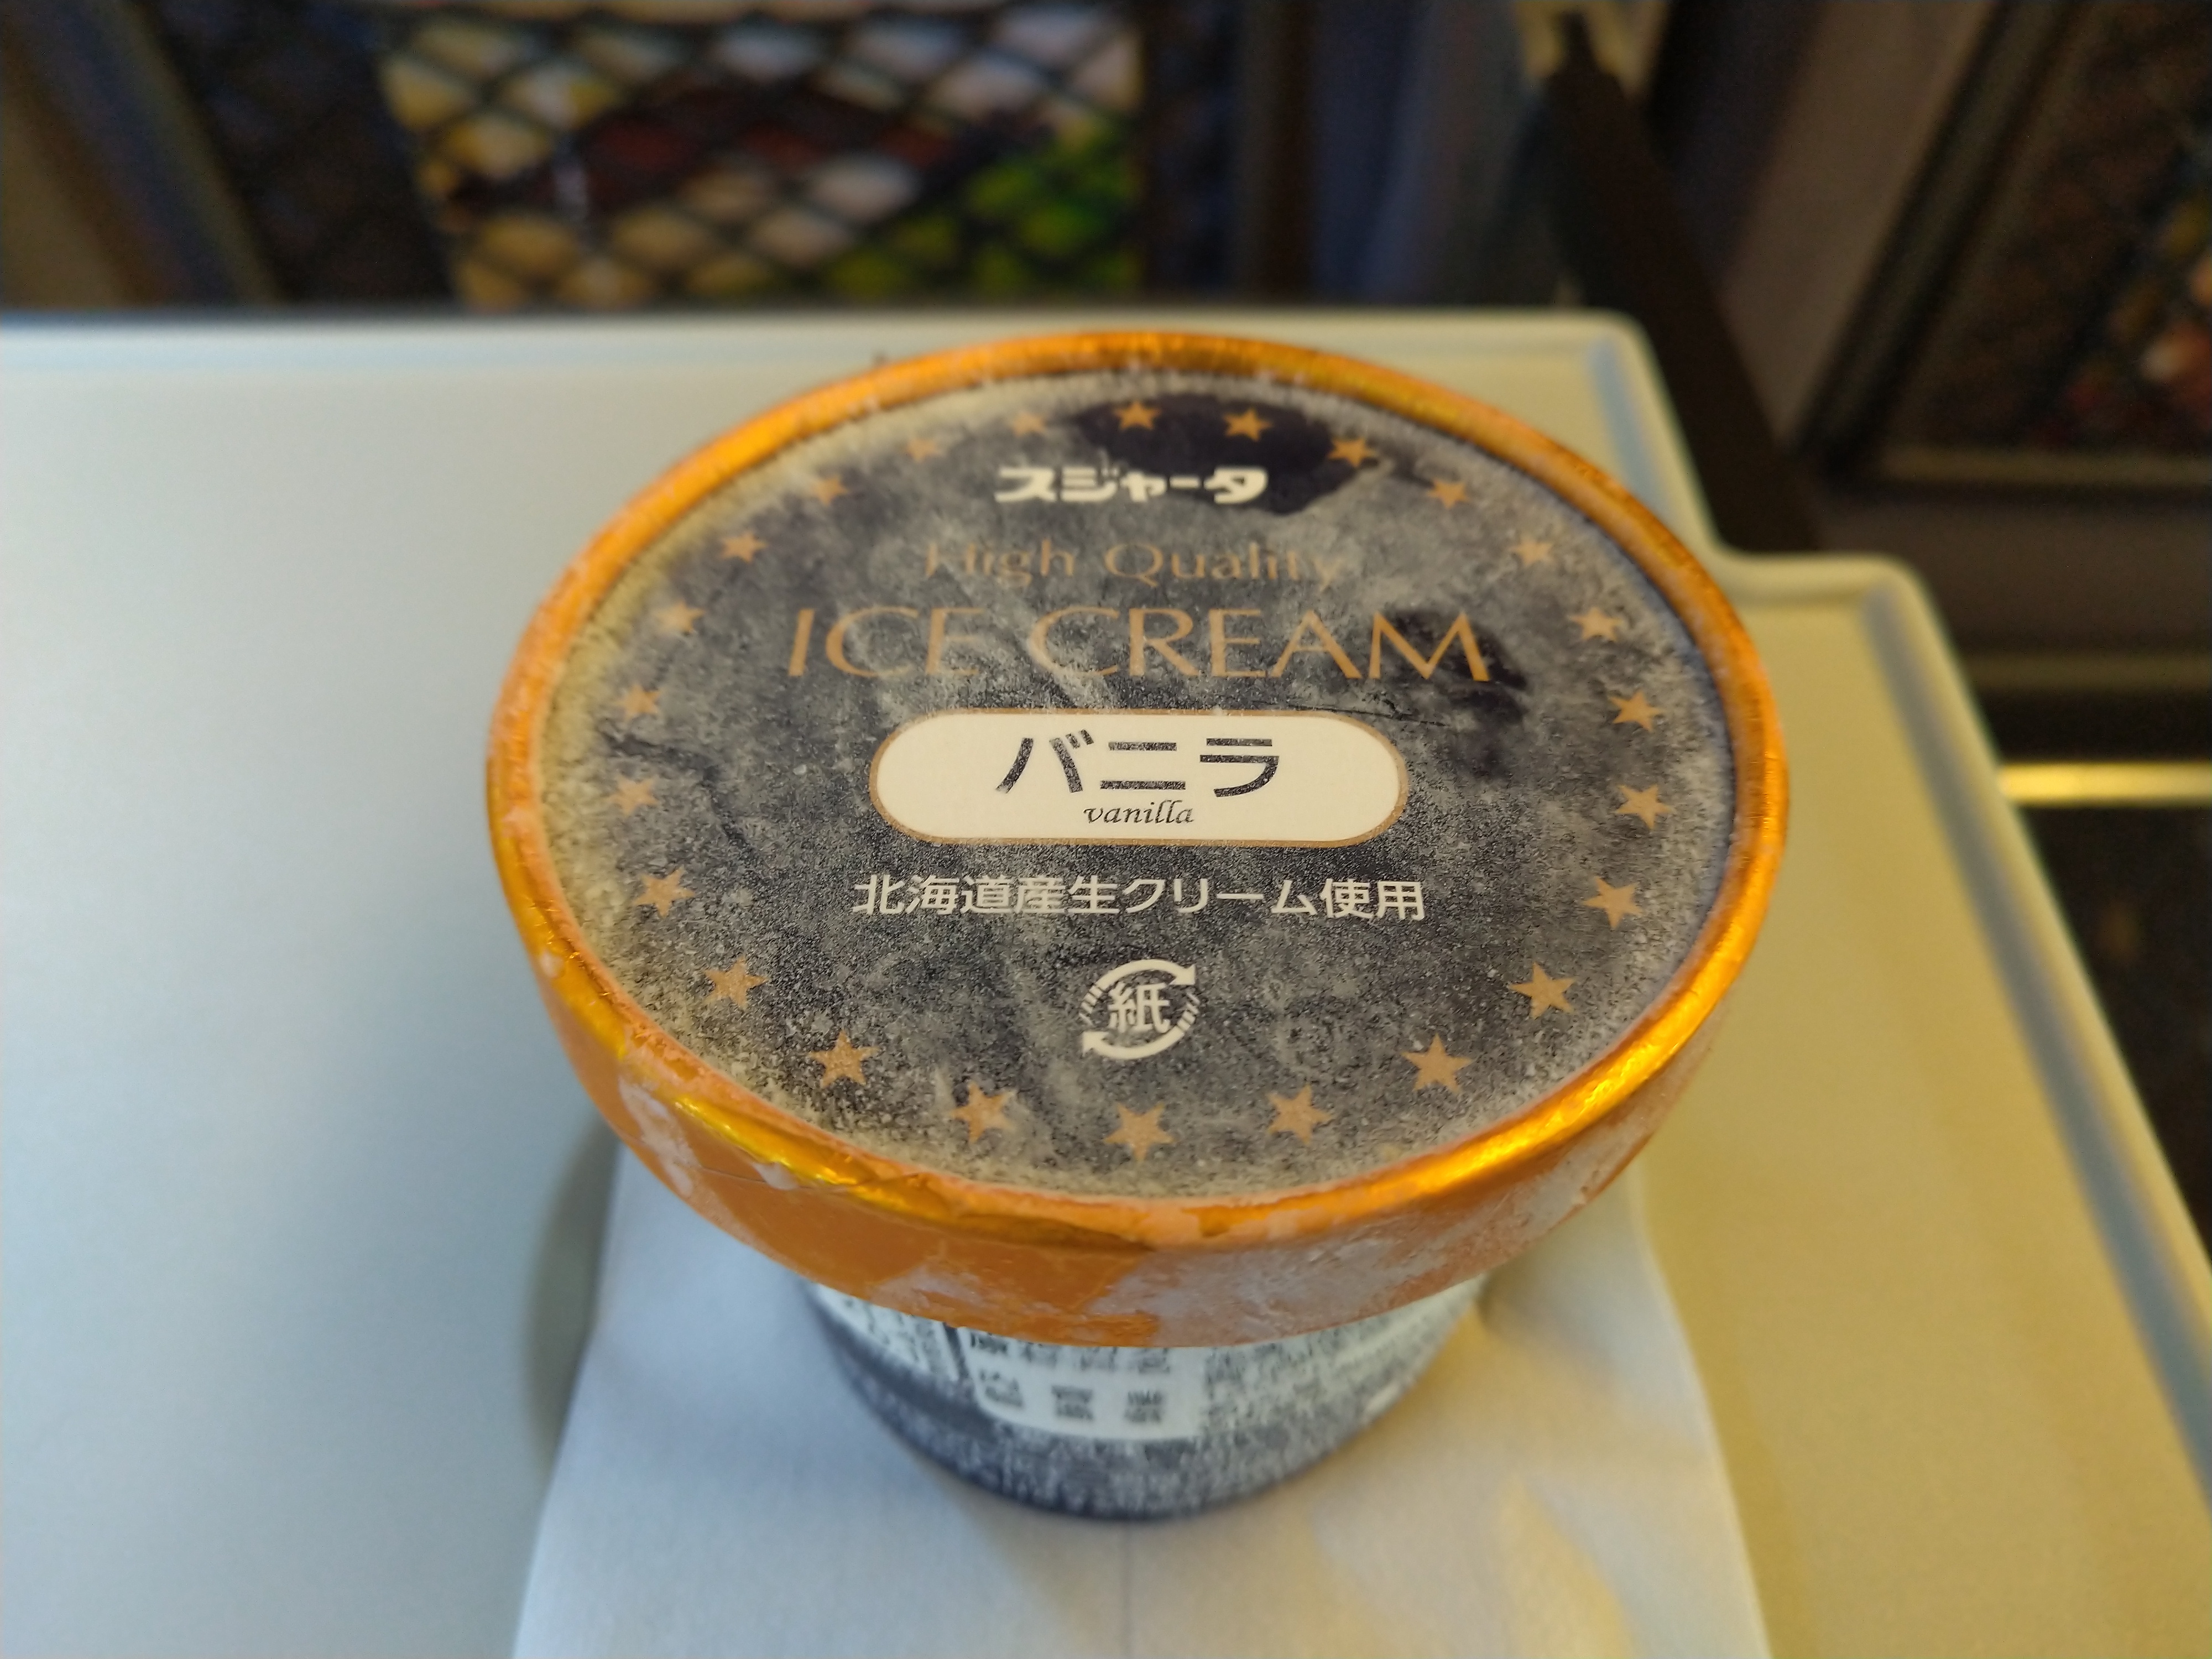 スジャータ
High Quality
ICE CREAM
バニラ
vanilla
北海道産生クリーム使用
紙